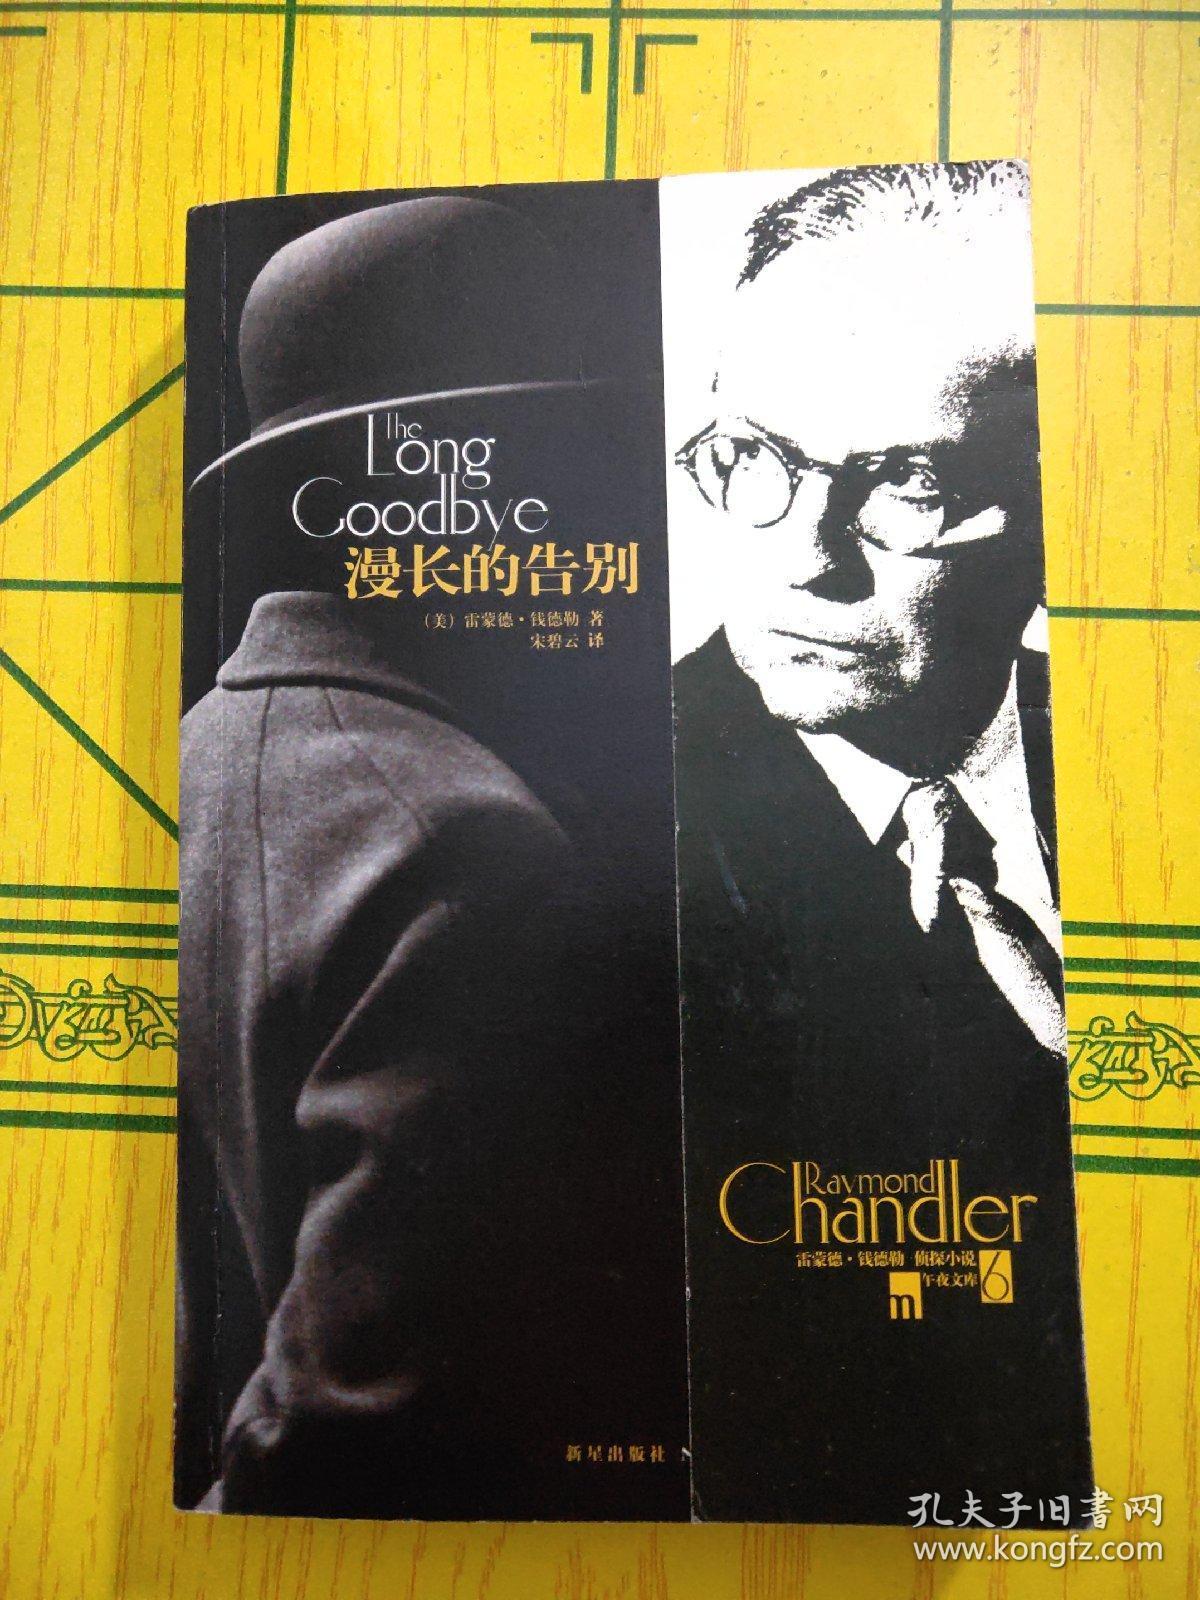 The
Long
Goodbye
漫长的告别
（美）雷蒙德·钱德勒 著
宋碧云 译
Raymond
Chandler
雷蒙德·钱德勒 侦探小说
m 午夜文库 6
新星出版社
孔夫子旧書网
www.kongfz.com